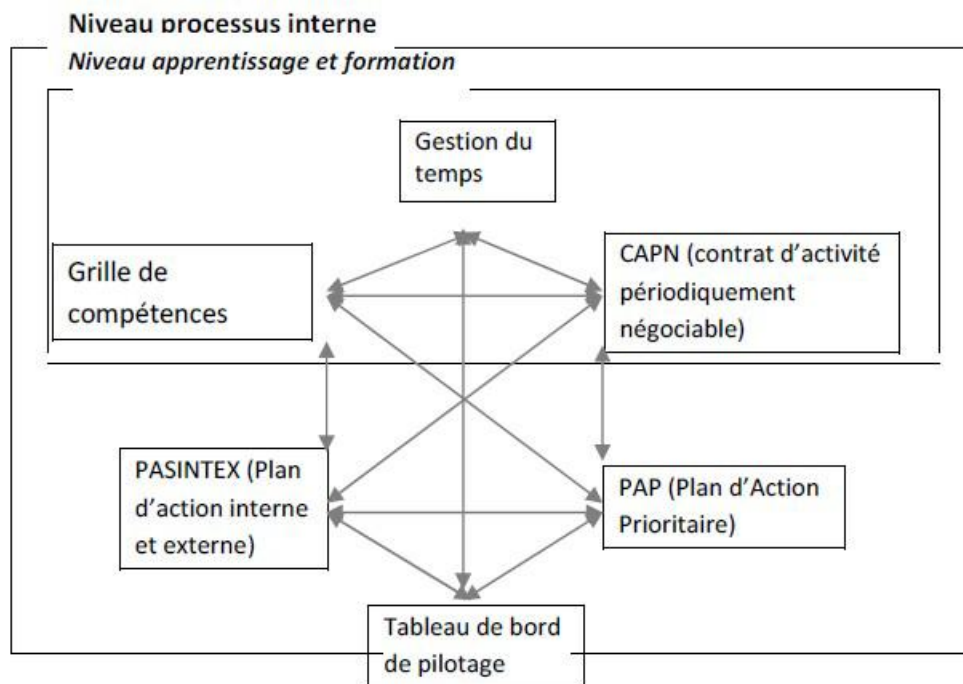 Niveau processus interne
Niveau apprentissage et formation
Gestion du
temps
Grille de
compétences
CAPN (contrat d’activité
périodiquement
négociable)
PASINTEX (Plan
d’action interne
et externe)
PAP (Plan d’Action
Prioritaire)
Tableau de bord
de pilotage